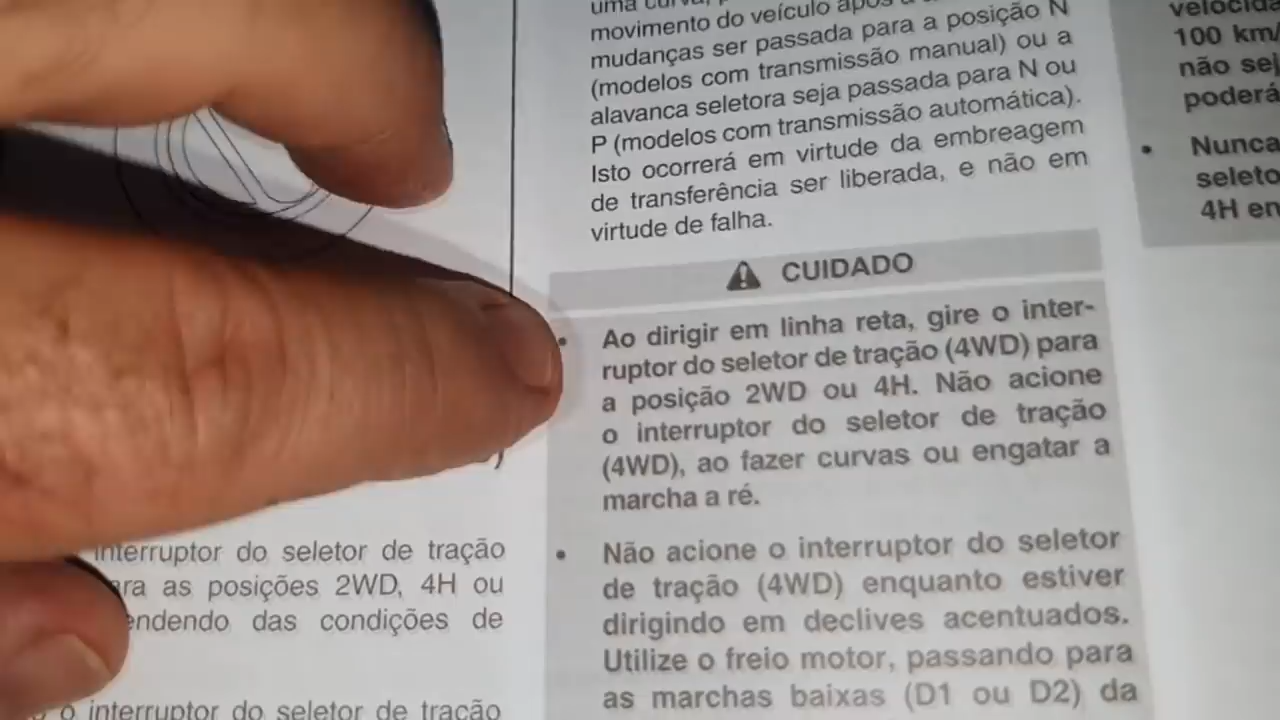 interruptor do seletor de tração
as posições 2WD, 4H ou
das condições de
o interruptor do seletor de tração
uma curva,
movimento do veículo após
mudanças ser passada para a posição N
(modelos com transmissão manual) ou a
alavanca seletora seja passada para N ou
P (modelos com transmissão automática).
Isto ocorrerá em virtude da embreagem
de transferência ser liberada, e não em
virtude de falha.
CUIDADO
• Ao dirigir em linha reta, gire o inter-
ruptor do seletor de tração (4WD) para
a posição 2WD ou 4H. Não acione
o interruptor do seletor de tração
(4WD), ao fazer curvas ou engatar a
marcha a ré.
• Não acione o interruptor do seletor
de tração (4WD) enquanto estiver
dirigindo em declives acentuados.
Utilize o freio motor, passando para
as marchas baixas (D1 ou D2) da
100 km/
não
poderá
• Nunca
4H